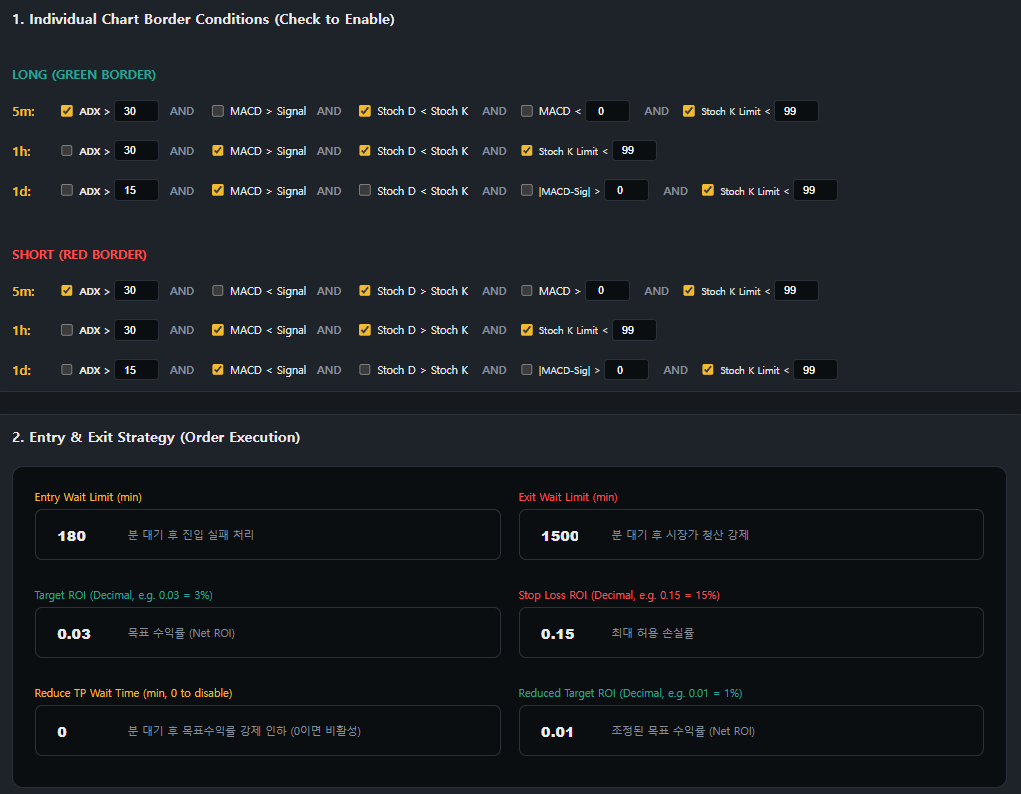 1. Individual Chart Border Conditions (Check to Enable)
LONG (GREEN BORDER)
5m: ADX > 30 AND MACD > Signal AND Stoch D < Stoch K AND MACD < 0 AND Stoch K Limit < 99
1h: ADX > 30 AND MACD > Signal AND Stoch D < Stoch K AND Stoch K Limit < 99
1d: ADX > 15 AND MACD > Signal AND Stoch D < Stoch K AND |MACD-Sig| > 0 AND Stoch K Limit < 99
SHORT (RED BORDER)
5m: ADX > 30 AND MACD < Signal AND Stoch D > Stoch K AND MACD > 0 AND Stoch K Limit < 99
1h: ADX > 30 AND MACD < Signal AND Stoch D > Stoch K AND Stoch K Limit < 99
1d: ADX > 15 AND MACD < Signal AND Stoch D > Stoch K AND |MACD-Sig| > 0 AND Stoch K Limit < 99
2. Entry & Exit Strategy (Order Execution)
Entry Wait Limit (min)
180 분 대기 후 진입 실패 처리
Exit Wait Limit (min)
1500 분 대기 후 시장가 청산 강제
Target ROI (Decimal, e.g. 0.03 = 3%)
0.03 목표 수익률 (Net ROI)
Stop Loss ROI (Decimal, e.g. 0.15 = 15%)
0.15 최대 허용 손실률
Reduce TP Wait Time (min, 0 to disable)
0 분 대기 후 목표수익률 강제 인하 (0이면 비활성)
Reduced Target ROI (Decimal, e.g. 0.01 = 1%)
0.01 조정된 목표 수익률 (Net ROI)